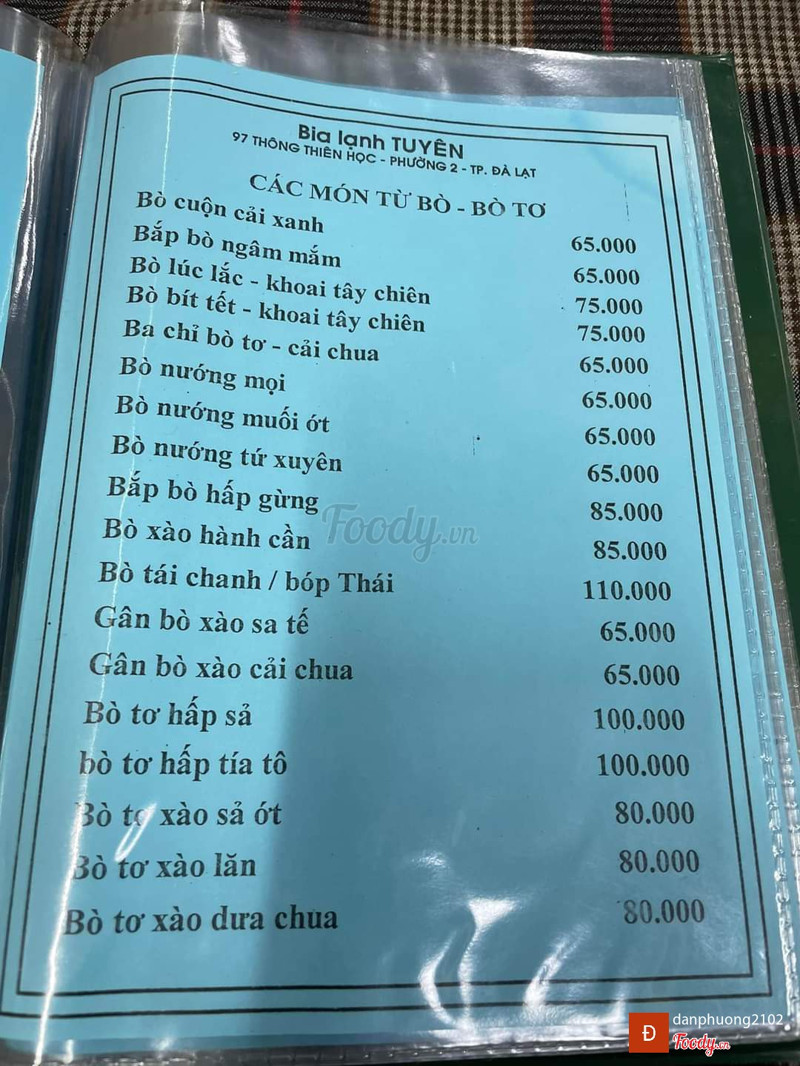 Bia lạnh TUYÊN
97 THÔNG THIÊN HỌC - PHƯỜNG 2 - TP. ĐÀ LẠT
CÁC MÓN TỪ BÒ - BÒ TƠ
Bò cuộn cải xanh 65.000
Bắp bò ngâm mắm 65.000
Bò lúc lắc - khoai tây chiên 75.000
Bò bít tết - khoai tây chiên 75.000
Ba chỉ bò tơ - cải chua 65.000
Bò nướng mọi 65.000
Bò nướng muối ớt 65.000
Bò nướng tứ xuyên 65.000
Bắp bò hấp gừng 85.000
Bò xào hành cần 85.000
Bò tái chanh / bóp Thái 110.000
Gân bò xào sa tế 65.000
Gân bò xào cải chua 65.000
Bò tơ hấp sả 100.000
bò tơ hấp tía tô 100.000
Bò tơ xào sả ớt 80.000
Bò tơ xào lăn 80.000
Bò tơ xào dưa chua 80.000
Foody.vn
Đ danphuong2102
Foody.vn